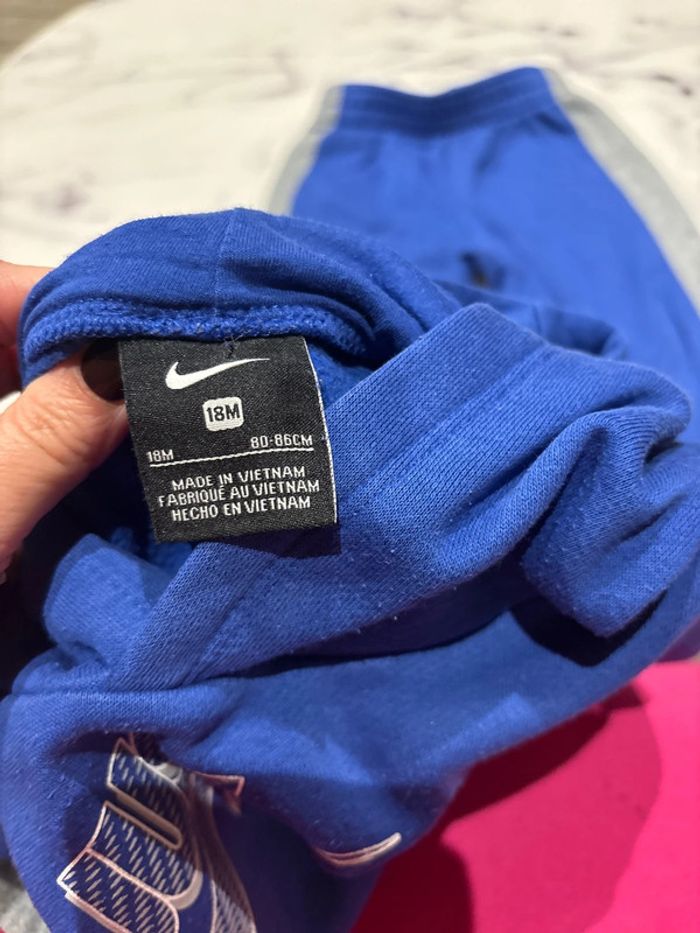 18M
18M 80-86CM
MADE IN VIETNAM
FABRIQUÉ AU VIETNAM
HECHO EN VIETNAM